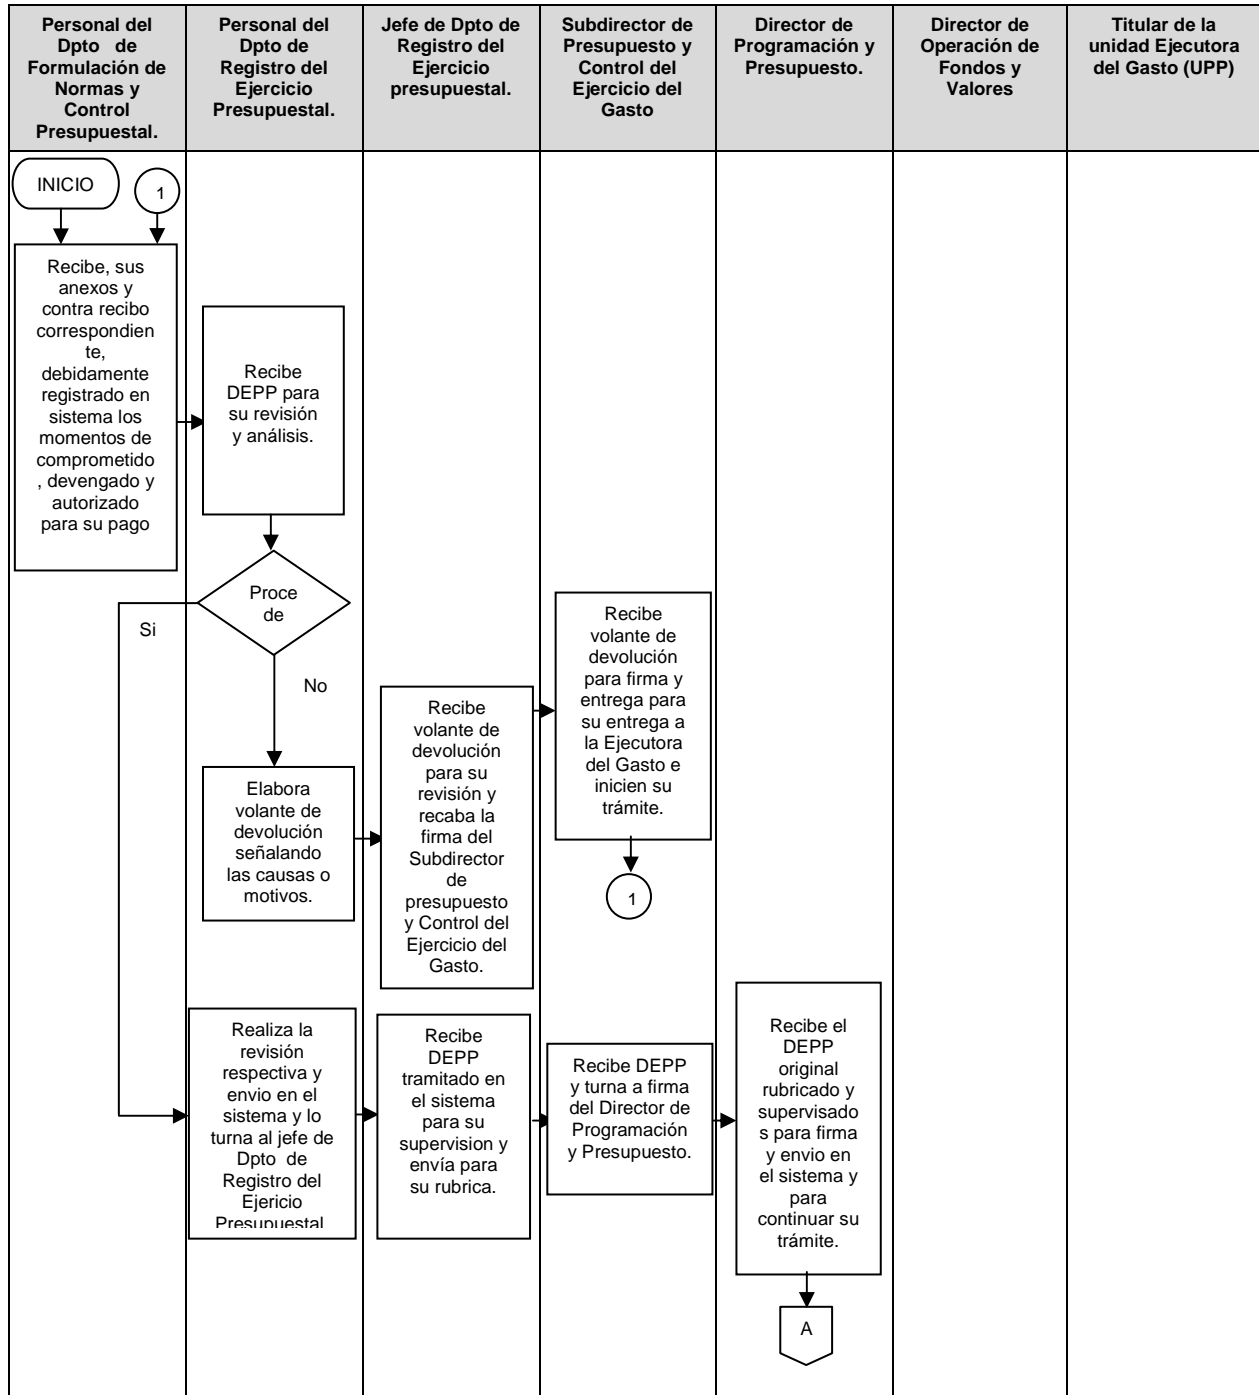 Personal del
Dpto de
Formulación de
Normas y
Control
Presupuestal.
Personal del
Dpto de
Registro del
Ejercicio
Presupuestal.
Jefe de Dpto de
Registro del
Ejercicio
presupuestal.
Subdirector de
Presupuesto y
Control del
Ejercicio del
Gasto
Director de
Programación y
Presupuesto.
Director de
Operación de
Fondos y
Valores
Titular de la
unidad Ejecutora
del Gasto (UPP)
INICIO
1
Recibe, sus
anexos y
contra recibo
correspondien
te,
debidamente
registrado en
sistema los
momentos de
comprometido
, devengado y
autorizado
para su pago
Recibe
DEPP para
su revisión
y análisis.
Proce
de
Si
No
Elabora
volante de
devolución
señalando
las causas o
motivos.
Recibe
volante de
devolución
para su
revisión y
recaba la
firma del
Subdirector
de
presupuesto
y Control del
Ejercicio del
Gasto.
Recibe
volante de
devolución
para firma y
entrega para
su entrega a
la Ejecutora
del Gasto e
inicien su
trámite.
1
Realiza la
revisión
respectiva y
envio en el
sistema y lo
turna al jefe de
Dpto de
Registro del
Ejericio
Presupuestal
Recibe
DEPP
tramitado en
el sistema
para su
supervision y
envía para
su rubrica.
Recibe DEPP
y turna a firma
del Director de
Programación
y Presupuesto.
Recibe el
DEPP
original
rubricado y
supervisado
s para firma
y envio en
el sistema y
para
continuar su
trámite.
A